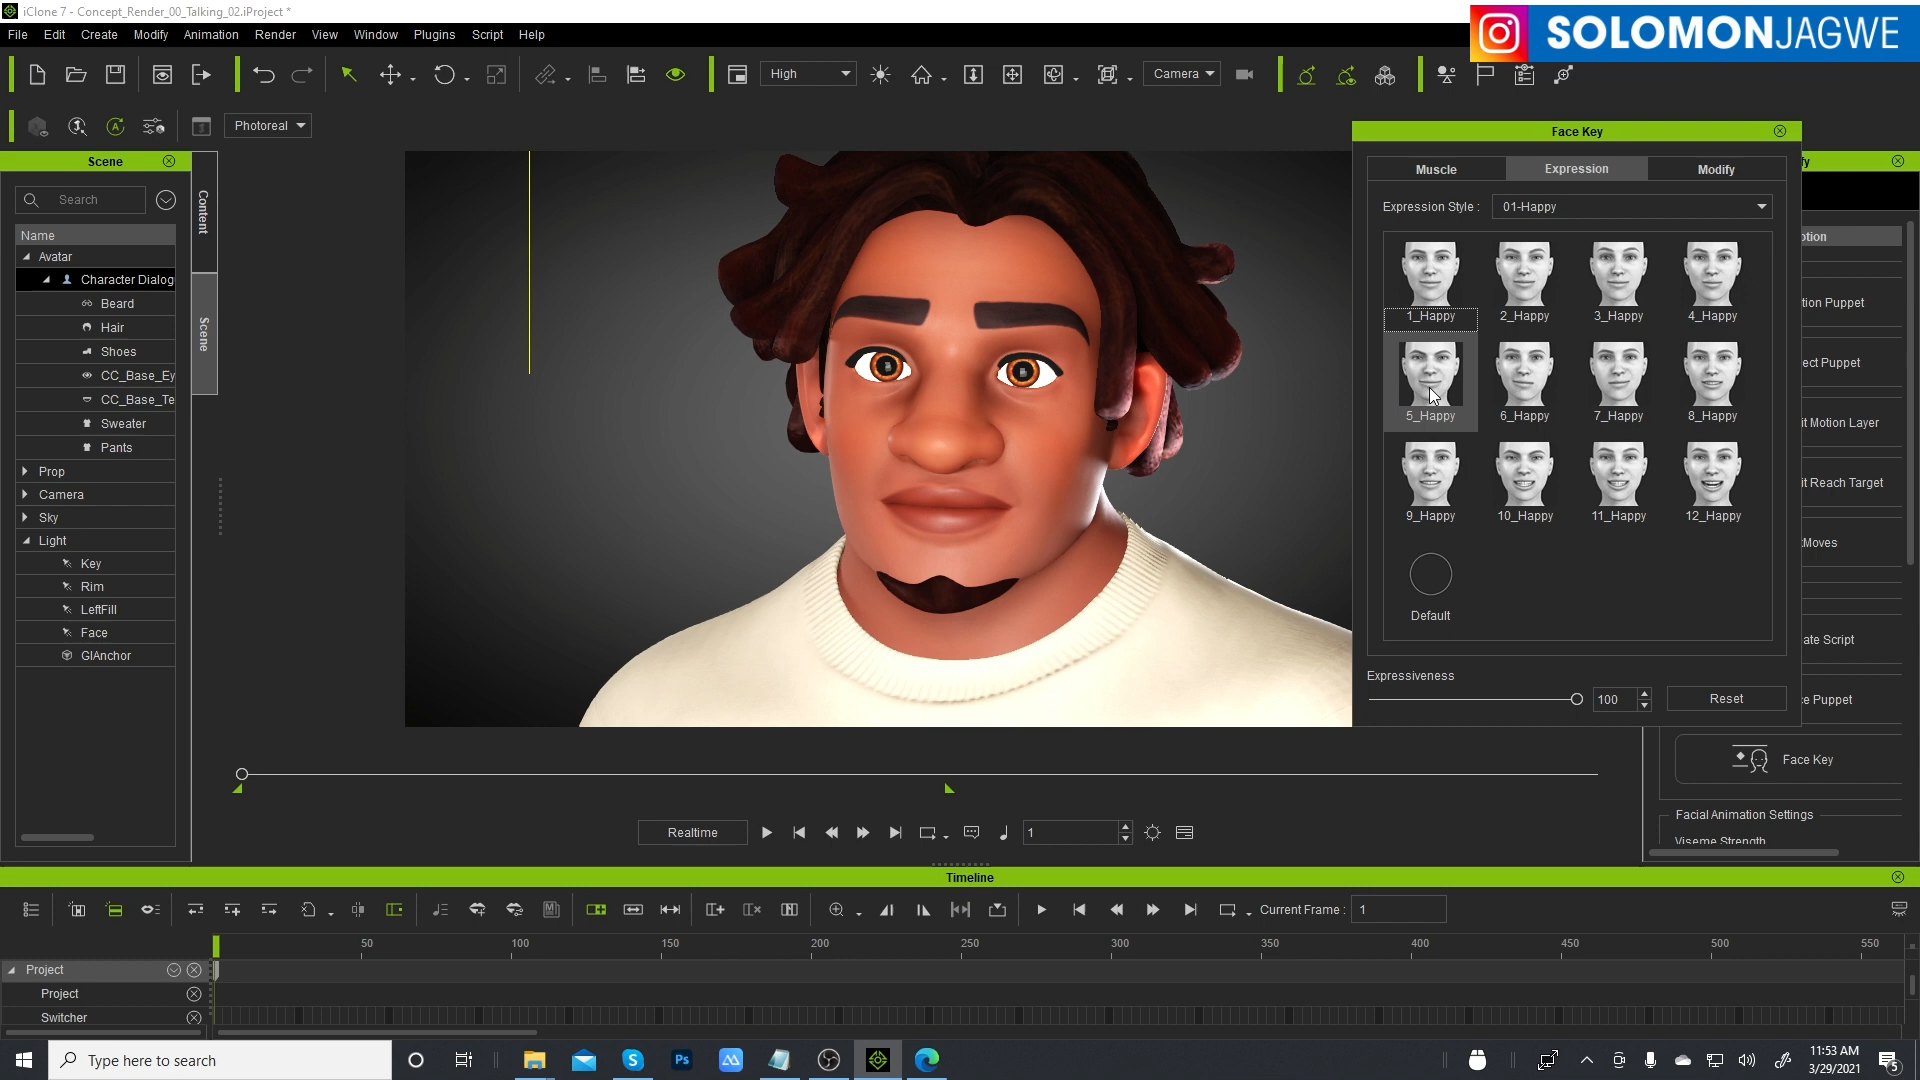 iClone 7 - Concept_Render_00_Talking_02.iProject *
File Edit Create Modify Animation Render View Window Plugins Script Help
SOLOMONJAGWE
High
Camera
Photoreal
Scene
Search
Name
Avatar
Character Dialog
Beard
Hair
Shoes
CC_Base_Ey
CC_Base_Te
Sweater
Pants
Prop
Camera
Sky
Light
Key
Rim
LeftFill
Face
GIAnchor
Content
Scene
Face Key
Muscle Expression Modify
Expression Style : 01-Happy
1_Happy 2_Happy 3_Happy 4_Happy
5_Happy 6_Happy 7_Happy 8_Happy
9_Happy 10_Happy 11_Happy 12_Happy
Default
Expressiveness
100 Reset
fy
otion
tion Puppet
ect Puppet
it Motion Layer
it Reach Target
Moves
ate Script
e Puppet
Face Key
Facial Animation Settings
Viseme Strength
Realtime 1
Timeline
Current Frame : 1
50 100 150 200 250 300 350 400 450 500 550
Project
Project
Switcher
Type here to search
Ps
11:53 AM
3/29/2021
5